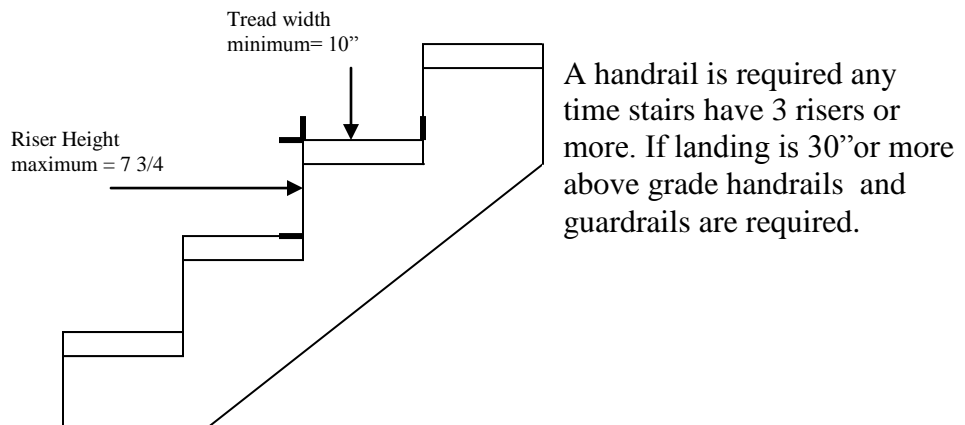 Tread width
minimum= 10”
Riser Height
maximum = 7 3/4
A handrail is required any
time stairs have 3 risers or
more. If landing is 30”or more
above grade handrails  and
guardrails are required.